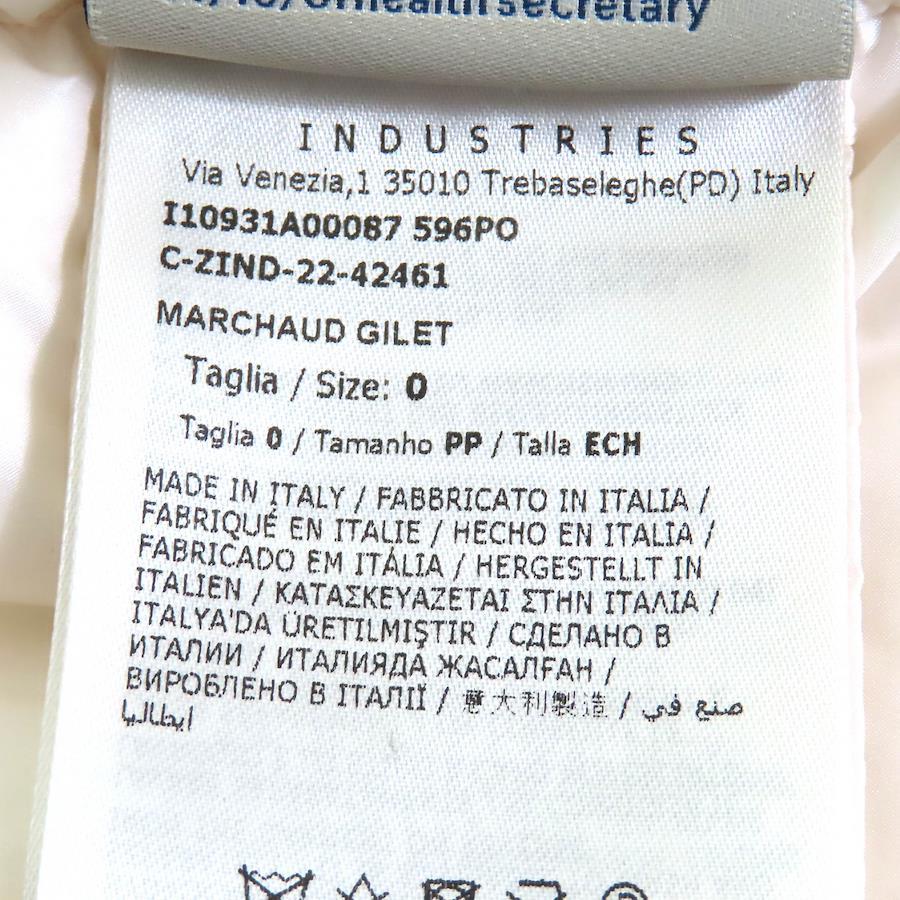 health secretary
INDUSTRIES
Via Venezia,1 35010 Trebaseleghe(PD) Italy
I10931A00087 596PO
C-ZIND-22-42461
MARCHAUD GILET
Taglia / Size: 0
Taglia 0 / Tamanho PP / Talla ECH
MADE IN ITALY / FABBRICATO IN ITALIA /
FABRIQUÉ EN ITALIE / HECHO EN ITALIA /
FABRICADO EM ITÁLIA / HERGESTELLT IN
ITALIEN / ΚΑΤΑΣΚΕΥΑΖΕΤΑΙ ΣΤΗΝ ΙΤΑΛΙΑ /
ITALYA'DA ÜRETILMIŞTIR / СДЕЛАНО В
ИТАЛИИ / ИТАЛИЯДА ЖАСАЛҒАН /
ВИРОБЛЕНО В ІТАЛІЇ / 意大利製造 / صنع في
ايطاليا